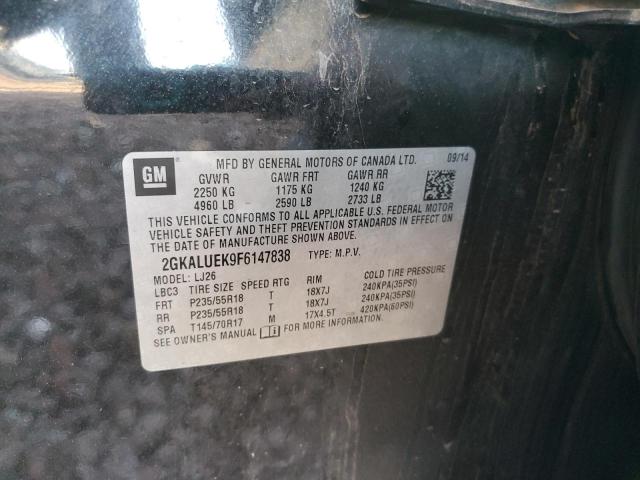 GM
MFD BY GENERAL MOTORS OF CANADA LTD. 09/14
GVWR GAWR FRT GAWR RR
2250 KG 1175 KG 1240 KG
4960 LB 2590 LB 2733 LB
THIS VEHICLE CONFORMS TO ALL APPLICABLE U.S. FEDERAL MOTOR
VEHICLE SAFETY, BUMPER, AND
THEFT PREVENTION STANDARDS IN EFFECT ON
THE DATE OF MANUFACTURE SHOWN ABOVE.
2GKALUEK9F6147838 TYPE: M.P.V.
MODEL: LJ26
LBC3 TIRE SIZE SPEED RTG RIM COLD TIRE PRESSURE
FRT P235/55R18 T 18X7J 240KPA(35PSI)
RR P235/55R18 T 18X7J 240KPA(35PSI)
SPA T145/70R17 M 17X4.5T 420KPA(60PSI)
SEE OWNER'S MANUAL FOR MORE INFORMATION.